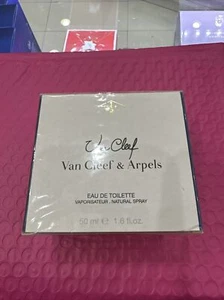 Van Cleef
Van Cleef & Arpels
EAU DE TOILETTE
VAPORISATEUR . NATURAL SPRAY
50 ml ℮ 1.6 fl.oz.